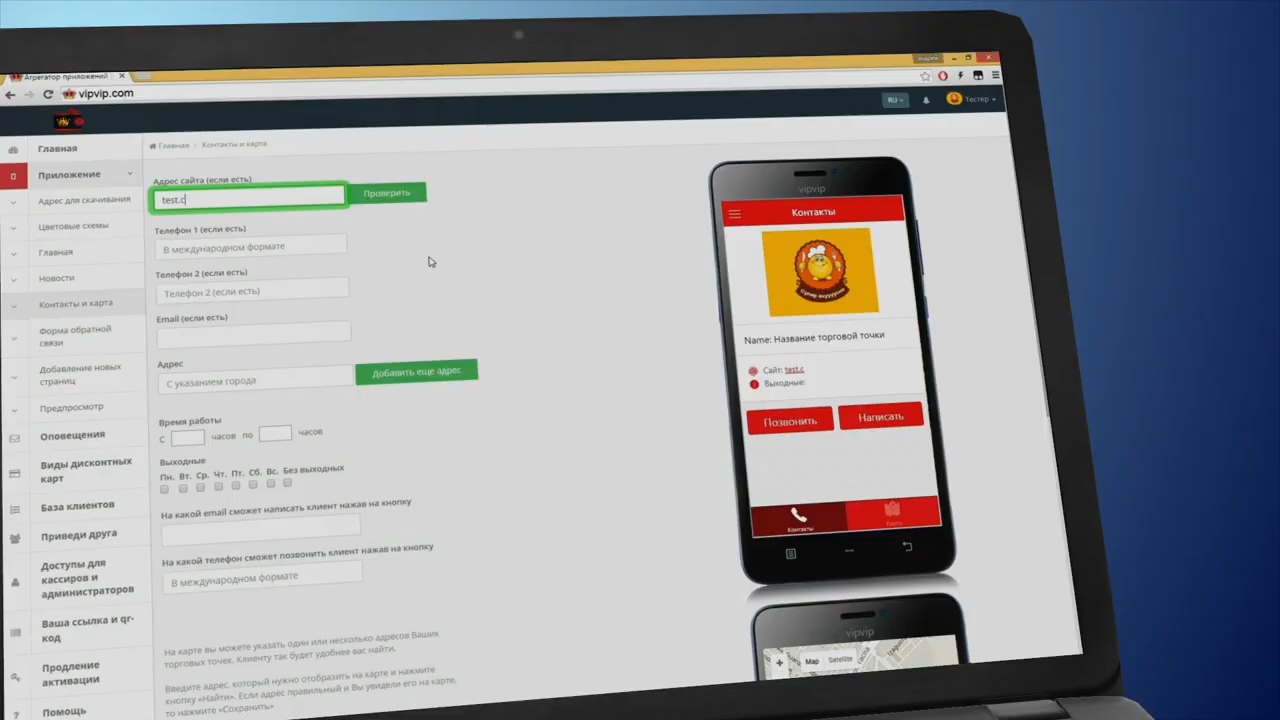 андрей
Агрегатор приложений
vipvip.com
RU
Тестер
Главная
Приложение
Адрес для скачивания
Цветовые схемы
Главная
Новости
Контакты и карта
Форма обратной
связи
Добавление новых
страниц
Предпросмотр
Оповещения
Виды дисконтных
карт
База клиентов
Приведи друга
Доступы для
кассиров и
администраторов
Ваша ссылка и qr-
код
Продление
активации
Помощь
Главная › Контакты и карта
Адрес сайта (если есть)
test.c
Проверить
Телефон 1 (если есть)
В международном формате
Телефон 2 (если есть)
Телефон 2 (если есть)
Email (если есть)
Адрес
С указанием города
Добавить еще адрес
Время работы
С часов по часов
Выходные
Пн. Вт. Ср. Чт. Пт. Сб. Вс. Без выходных
На какой email сможет написать клиент нажав на кнопку
На какой телефон сможет позвонить клиент нажав на кнопку
В международном формате
На карте вы можете указать один или несколько адресов Ваших
торговых точек. Клиенту так будет удобнее вас найти.
Введите адрес, который нужно отобразить на карте и нажмите
кнопку «Найти». Если адрес правильный и Вы увидели его на карте,
то нажмите «Сохранить»
vipvip
Контакты
Name: Название торговой точки
Сайт: test.c
Выходные:
Позвонить
Написать
Контакты
Карта
vipvip
Map
Satellite